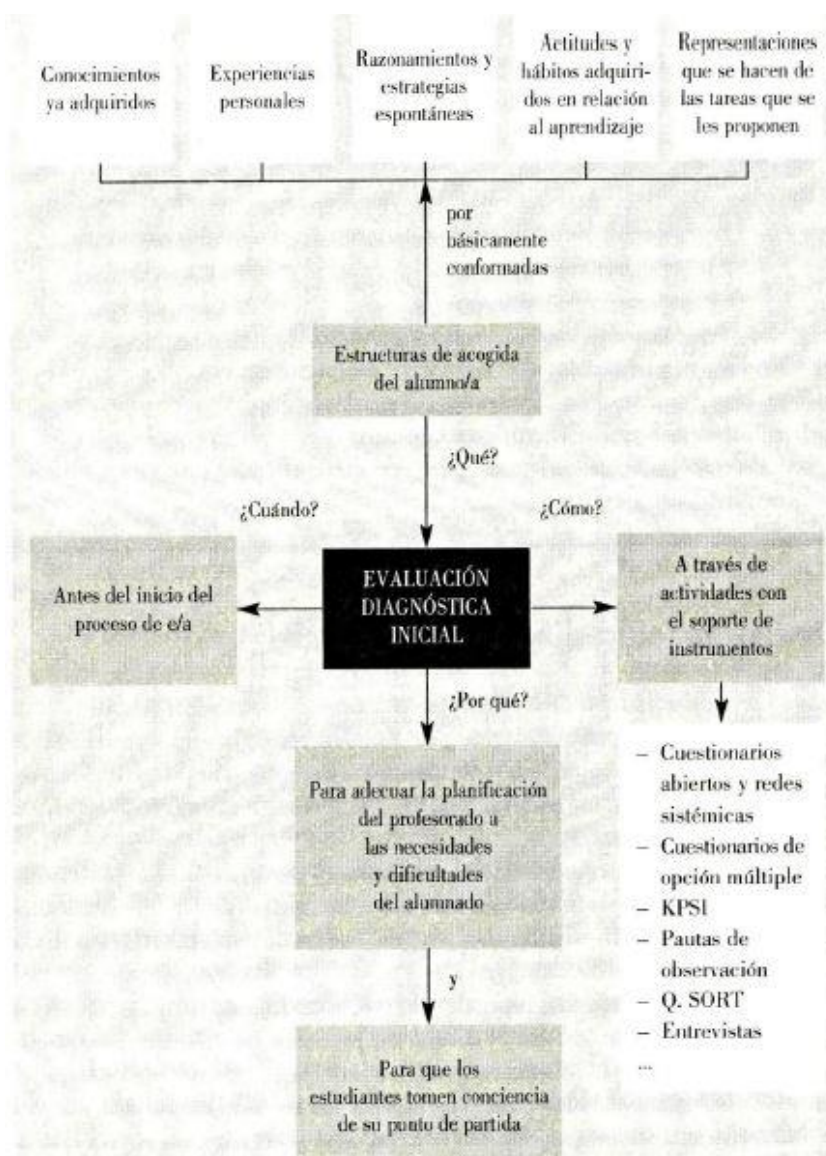 Conocimientos
ya adquiridos
Experiencias
personales
Razonamientos y
estrategias
espontáneas
Actitudes y
hábitos adquiri-
dos en relación
al aprendizaje
Representaciones
que se hacen de
las tareas que se
les proponen
por
básicamente
conformadas
Estructuras de acogida
del alumno/a
¿Qué?
¿Cuándo?
¿Cómo?
Antes del inicio del
proceso de e/a
EVALUACIÓN
DIAGNÓSTICA
INICIAL
A través de
actividades con
el soporte de
instrumentos
¿Por qué?
Para adecuar la planificación
del profesorado a
las necesidades
y dificultades
del alumnado
– Cuestionarios
abiertos y redes
sistémicas
– Cuestionarios de
opción múltiple
– KPSI
– Pautas de
observación
– Q. SORT
– Entrevistas
...
y
Para que los
estudiantes tomen conciencia
de su punto de partida